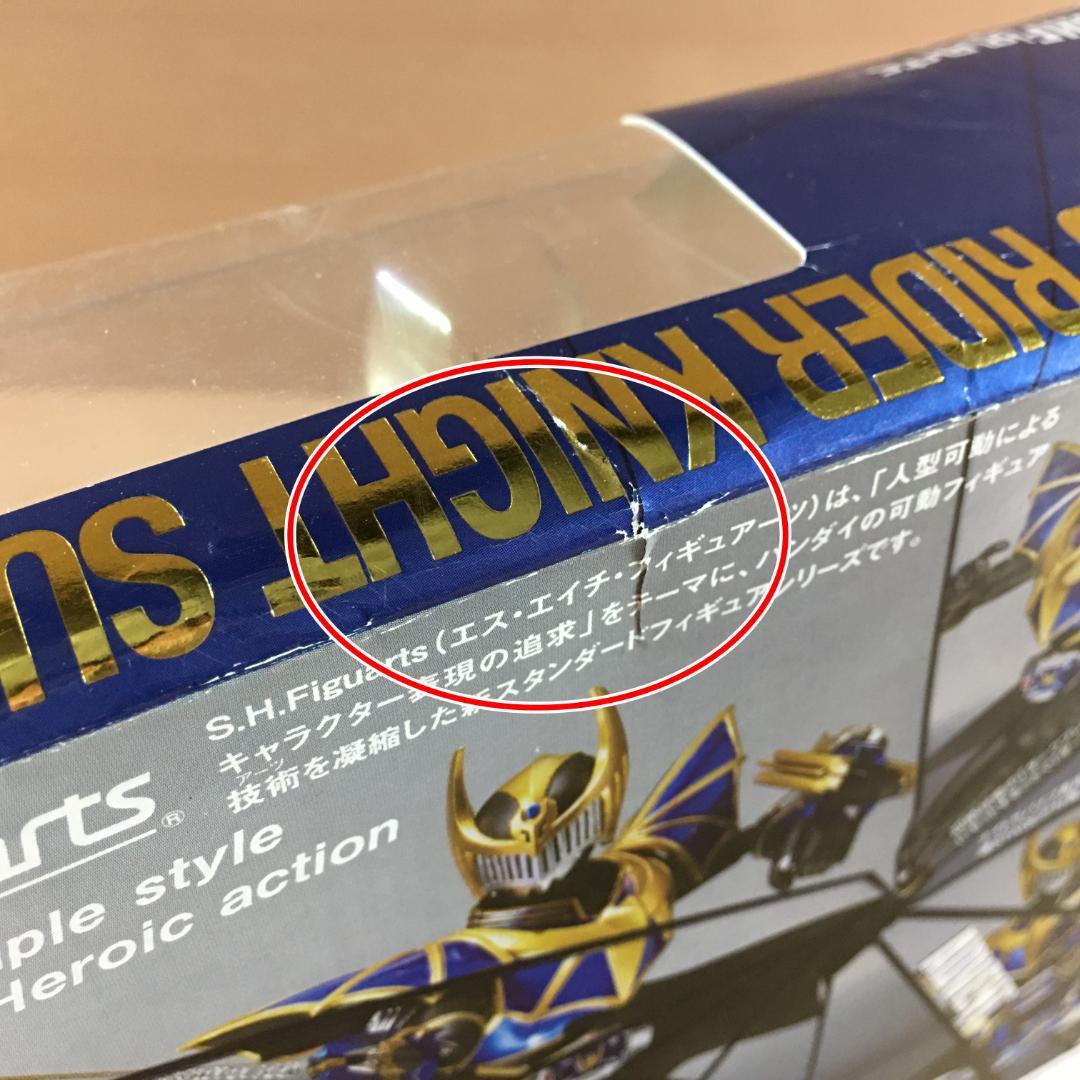 RIDER KNIGHT SU
S.H.Figuarts(エス・エイチ・フィギュアーツ)は、「人型可動による
キャラクター表現の追求」をテーマに、バンダイの可動フィギュア
アーツ
技術を凝縮した新スタンダードフィギュアシリーズです。
arts®
ple style
Heroic action